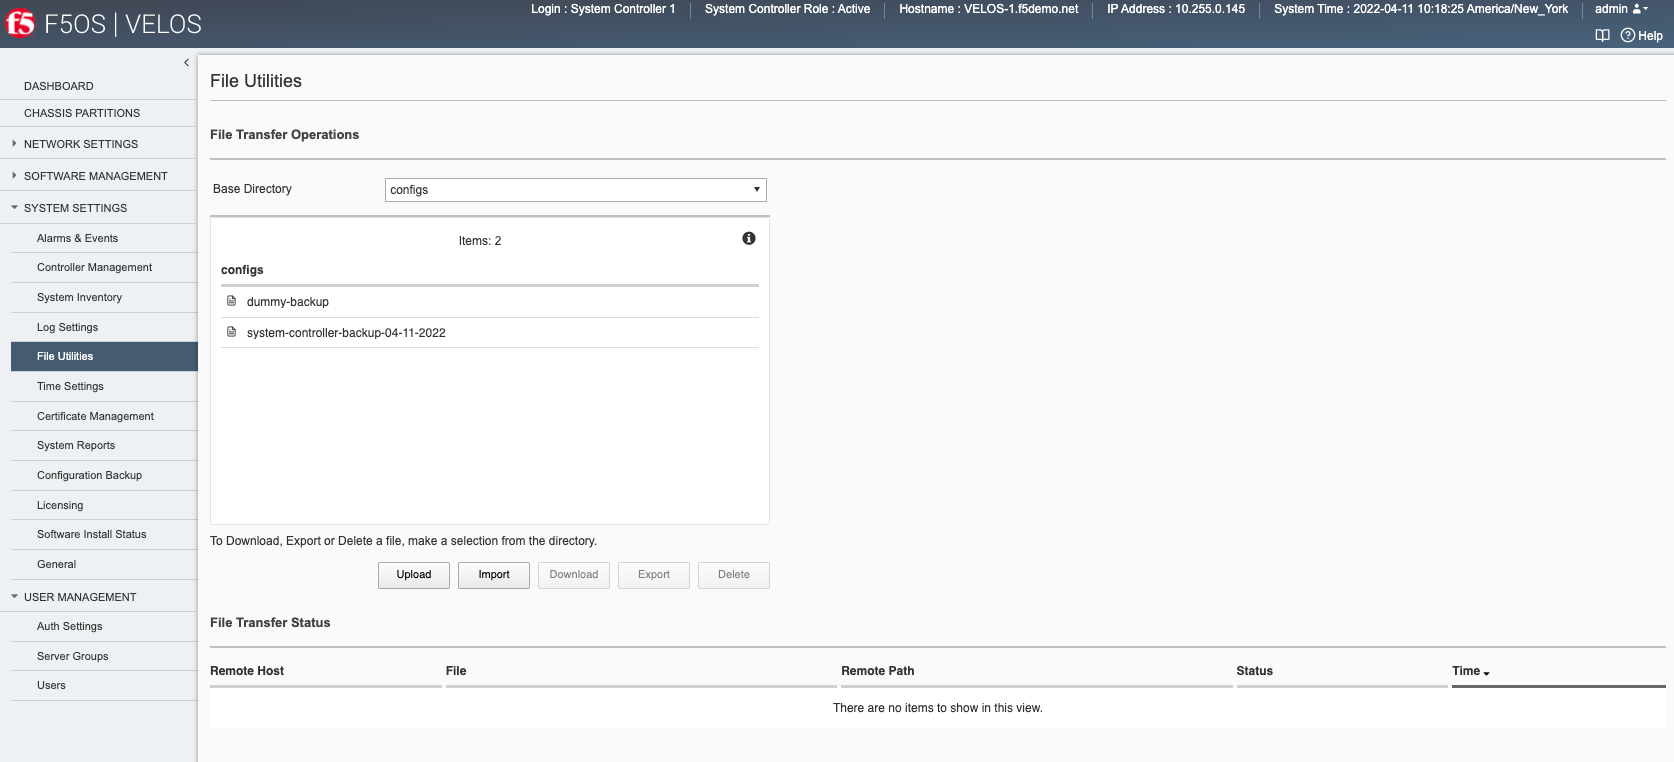 Login : System Controller 1 System Controller Role : Active Hostname : VELOS-1.f5demo.net IP Address : 10.255.0.145 System Time : 2022-04-11 10:18:25 America/New_York admin
f5 F5OS | VELOS
Help
DASHBOARD
CHASSIS PARTITIONS
NETWORK SETTINGS
SOFTWARE MANAGEMENT
SYSTEM SETTINGS
Alarms & Events
Controller Management
System Inventory
Log Settings
File Utilities
Time Settings
Certificate Management
System Reports
Configuration Backup
Licensing
Software Install Status
General
USER MANAGEMENT
Auth Settings
Server Groups
Users
File Utilities
File Transfer Operations
Base Directory configs
Items: 2
configs
dummy-backup
system-controller-backup-04-11-2022
To Download, Export or Delete a file, make a selection from the directory.
Upload Import Download Export Delete
File Transfer Status
Remote Host File Remote Path Status Time
There are no items to show in this view.